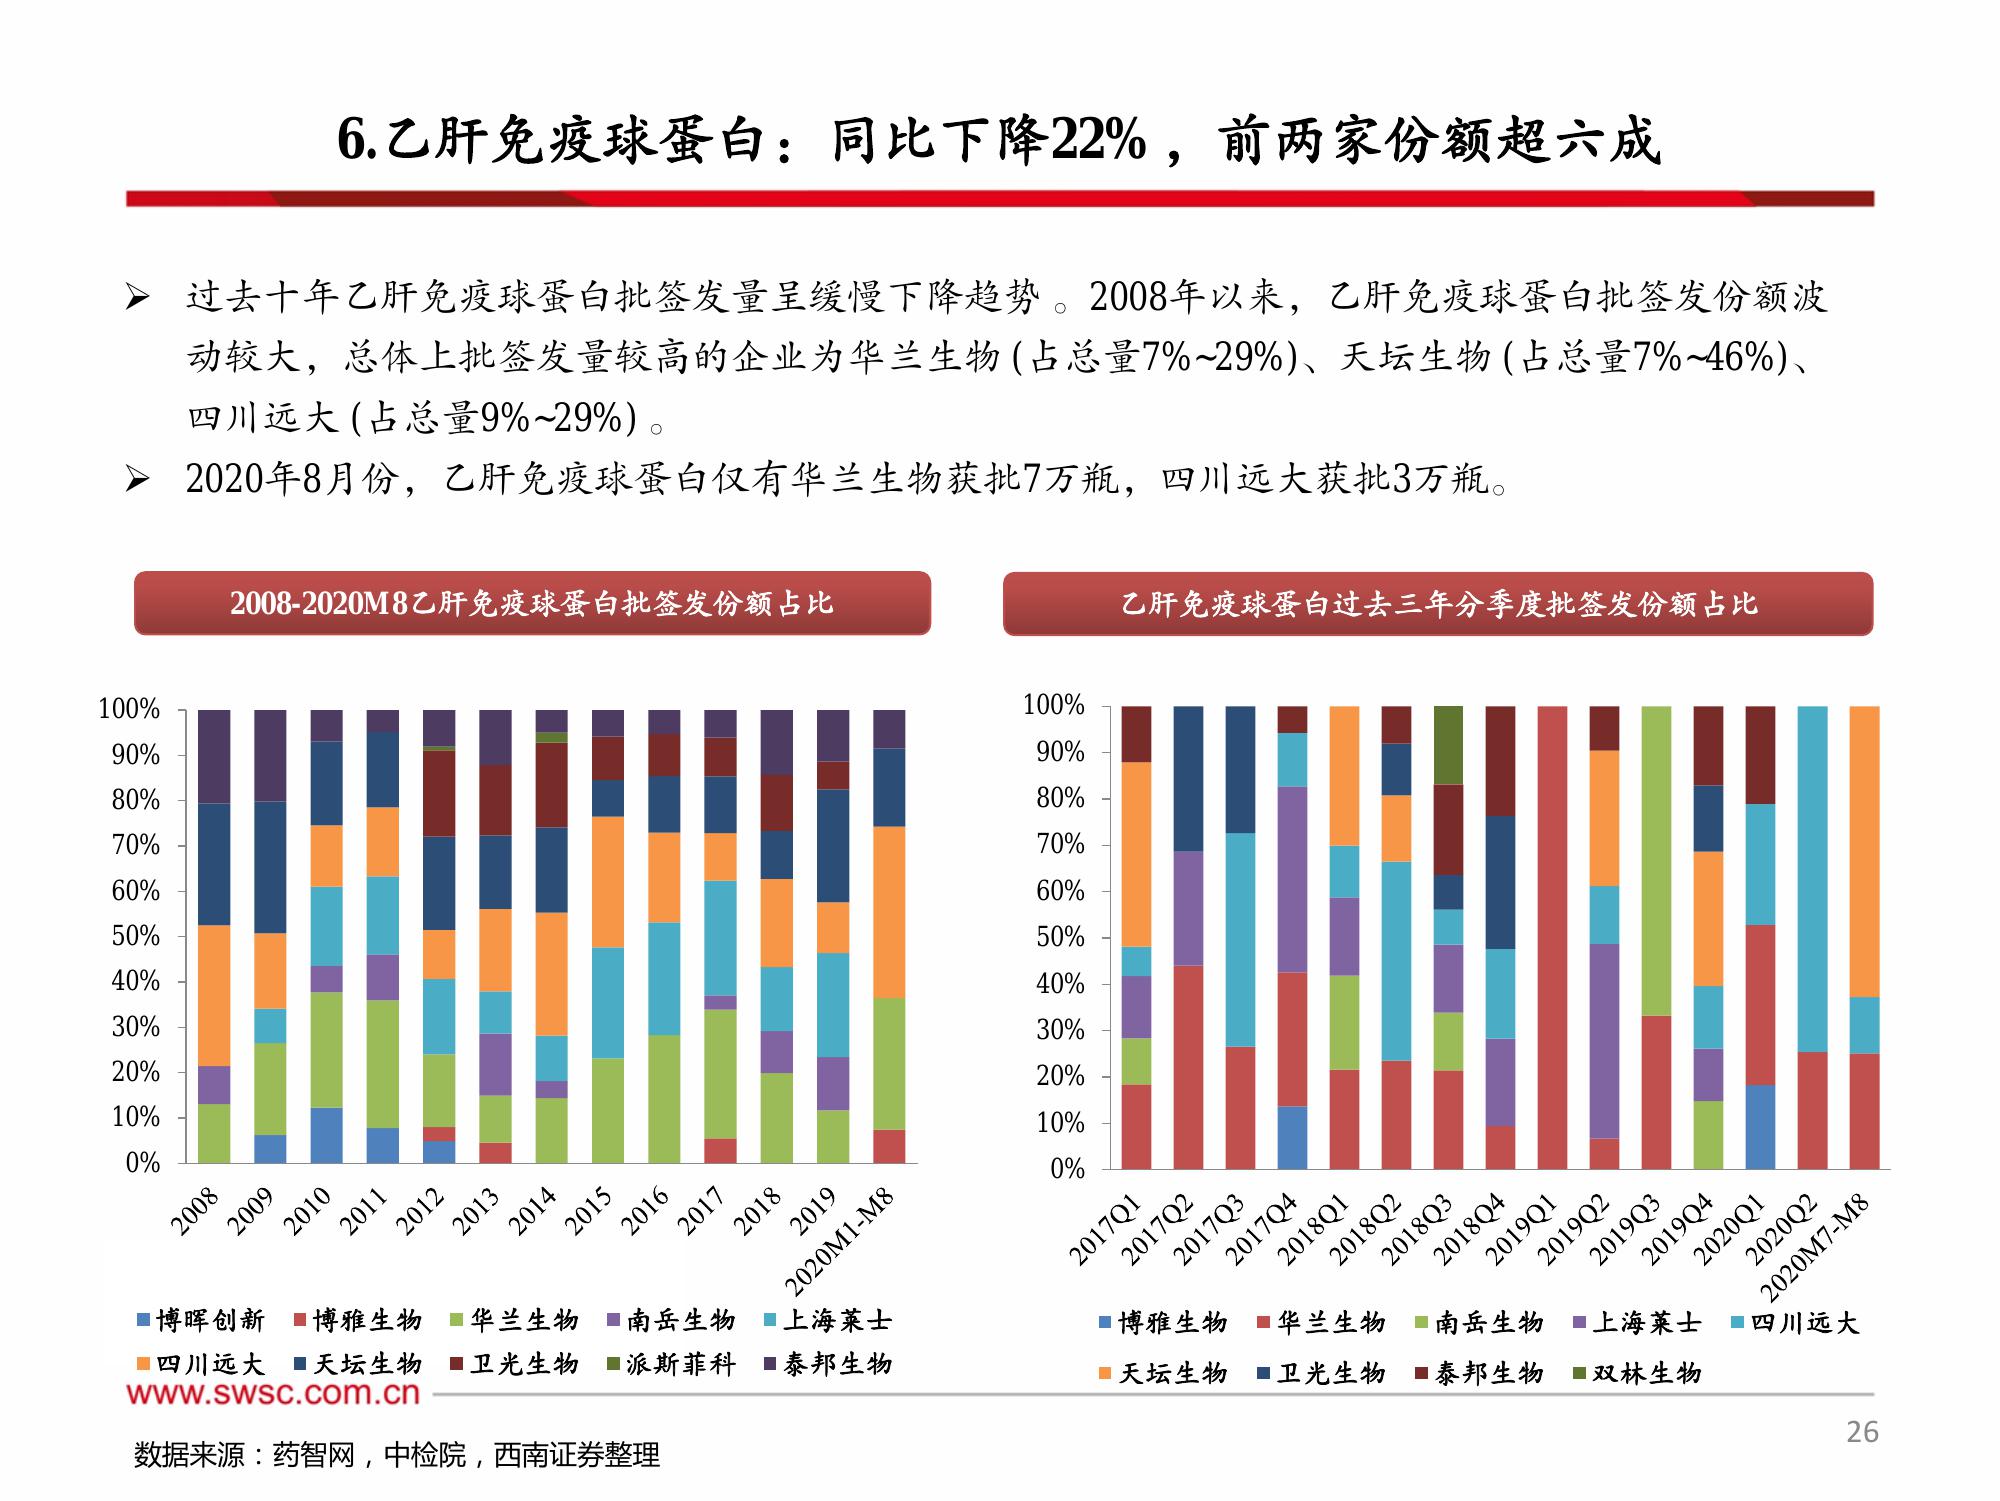 6.乙肝免疫球蛋白：同比下降22%，前两家份额超六成
➢ 过去十年乙肝免疫球蛋白批签发量呈缓慢下降趋势。2008年以来，乙肝免疫球蛋白批签发份额波
动较大，总体上批签发量较高的企业为华兰生物(占总量7%~29%)、天坛生物(占总量7%~46%)、
四川远大(占总量9%~29%)。
➢ 2020年8月份，乙肝免疫球蛋白仅有华兰生物获批7万瓶，四川远大获批3万瓶。
2008-2020M8乙肝免疫球蛋白批签发份额占比
100%
90%
80%
70%
60%
50%
40%
30%
20%
10%
0%
2008 2009 2010 2011 2012 2013 2014 2015 2016 2017 2018 2019 2020M1-M8
博晖创新 博雅生物 华兰生物 南岳生物 上海莱士
四川远大 天坛生物 卫光生物 派斯菲科 泰邦生物
乙肝免疫球蛋白过去三年分季度批签发份额占比
100%
90%
80%
70%
60%
50%
40%
30%
20%
10%
0%
2017Q1 2017Q2 2017Q3 2017Q4 2018Q1 2018Q2 2018Q3 2018Q4 2019Q1 2019Q2 2019Q3 2019Q4 2020Q1 2020Q2 2020M7-M8
博雅生物 华兰生物 南岳生物 上海莱士 四川远大
天坛生物 卫光生物 泰邦生物 双林生物
www.swsc.com.cn
26
数据来源：药智网，中检院，西南证券整理